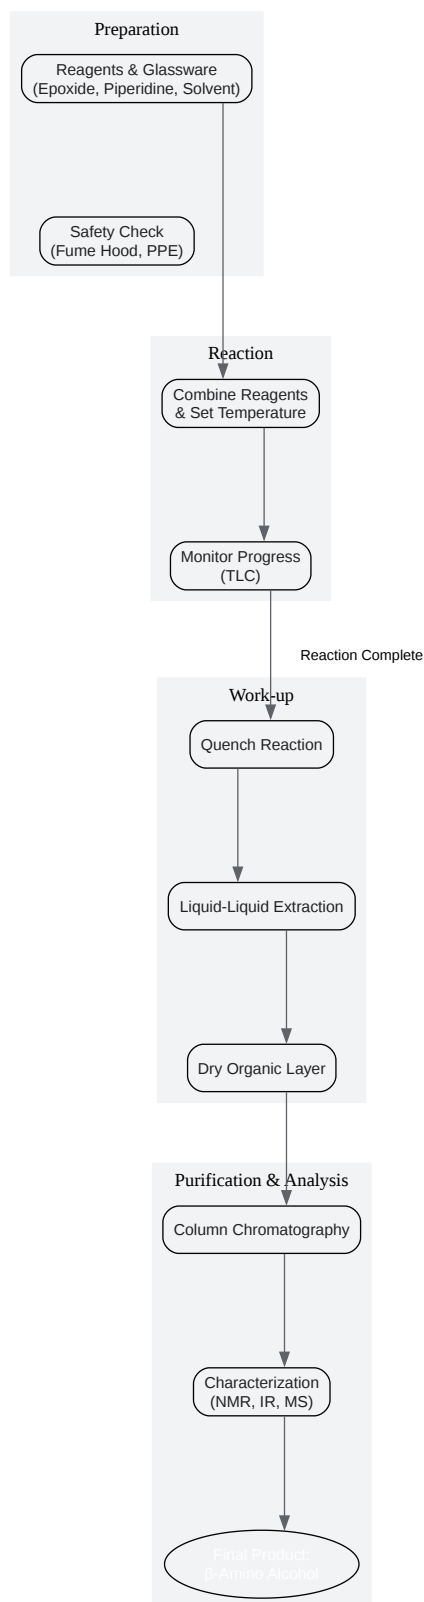 Preparation
Reagents & Glassware
(Epoxide, Piperidine, Solvent)
Safety Check
(Fume Hood, PPE)
Reaction
Combine Reagents
& Set Temperature
Monitor Progress
(TLC)
Reaction Complete
Work-up
Quench Reaction
Liquid-Liquid Extraction
Dry Organic Layer
Purification & Analysis
Column Chromatography
Characterization
(NMR, IR, MS)
Final Product:
β-Amino Alcohol